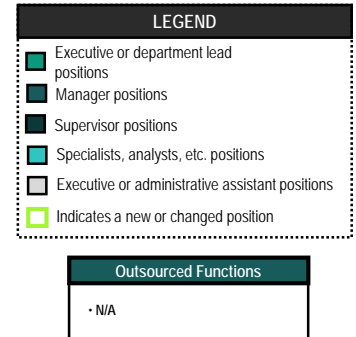 LEGEND
Executive or department lead
positions
Manager positions
Supervisor positions
Specialists, analysts, etc. positions
Executive or administrative assistant positions
Indicates a new or changed position
Outsourced Functions
• N/A